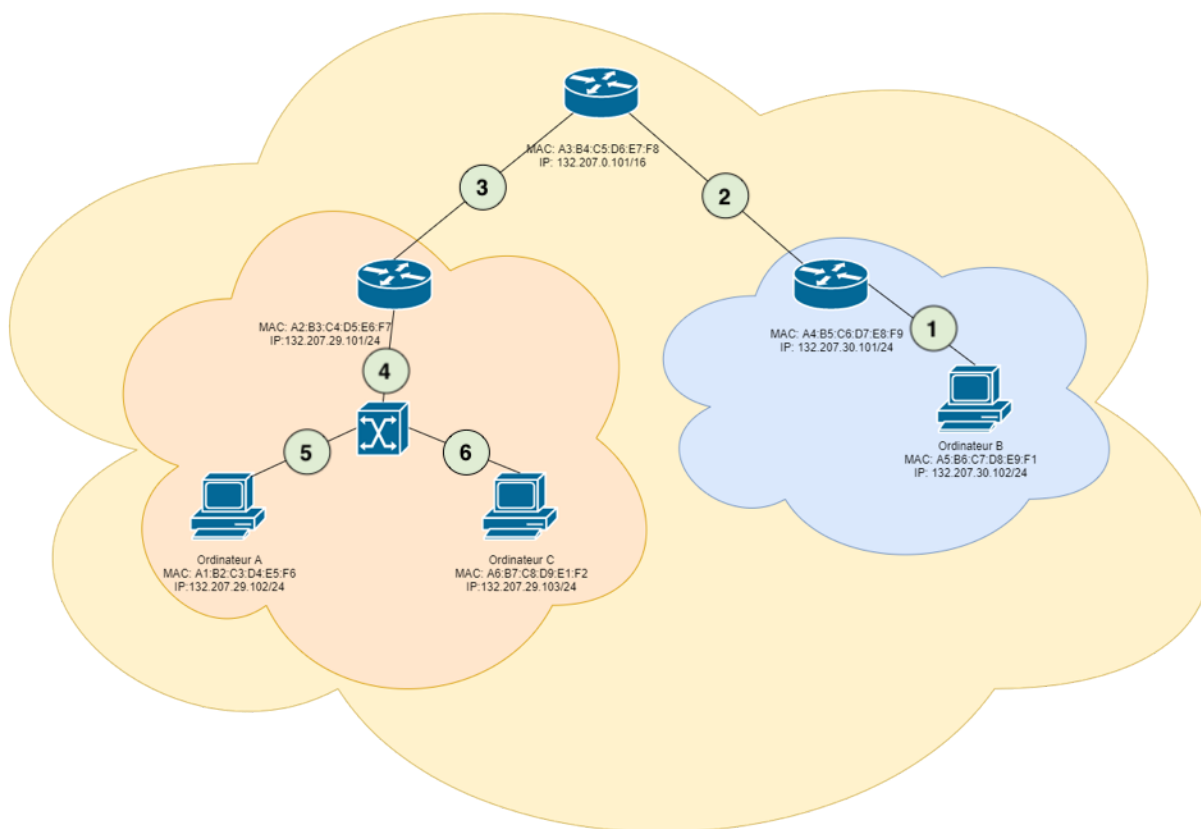 MAC: A3:B4:C5:D6:E7:F8
IP: 132.207.0.101/16
3
2
MAC: A2:B3:C4:D5:E6:F7
IP:132.207.29.101/24
MAC: A4:B5:C6:D7:E8:F9
IP: 132.207.30.101/24
1
4
5
6
Ordinateur B
MAC: A5:B6:C7:D8:E9:F1
IP: 132.207.30.102/24
Ordinateur A
MAC: A1:B2:C3:D4:E5:F6
IP:132.207.29.102/24
Ordinateur C
MAC: A6:B7:C8:D9:E1:F2
IP:132.207.29.103/24